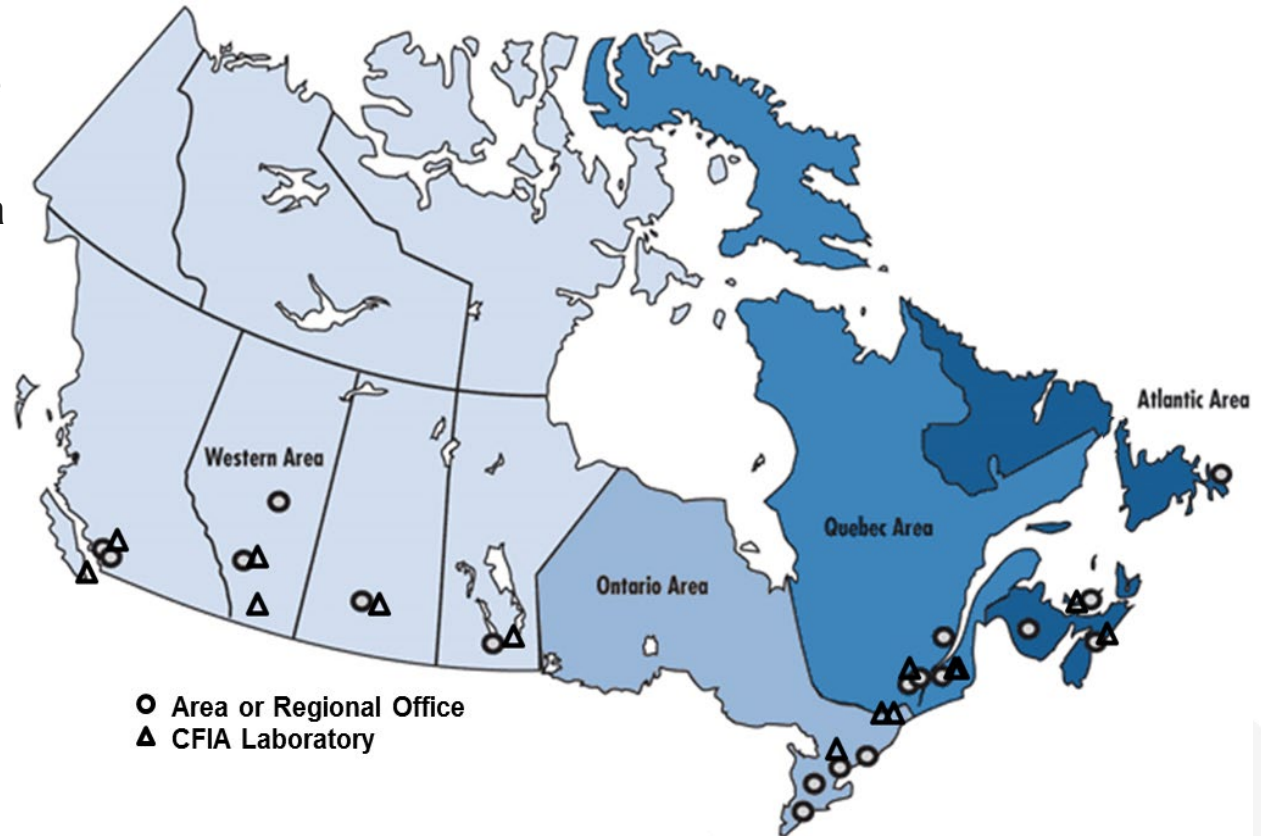 Atlantic Area
Western Area
Quebec Area
Ontario Area
Area or Regional Office
CFIA Laboratory